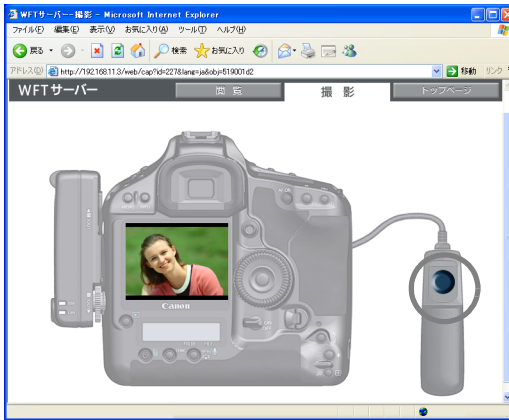 WFTサーバー-撮影 - Microsoft Internet Explorer
ファイル(F) 編集(E) 表示(V) お気に入り(A) ツール(T) ヘルプ(H)
戻る 検索 お気に入り
アドレス(D) http://192.168.11.3/web/cap?id=227&lang=ja&obj=519001d2 移動 リンク
WFTサーバー 閲覧 撮影 トップページ
Canon